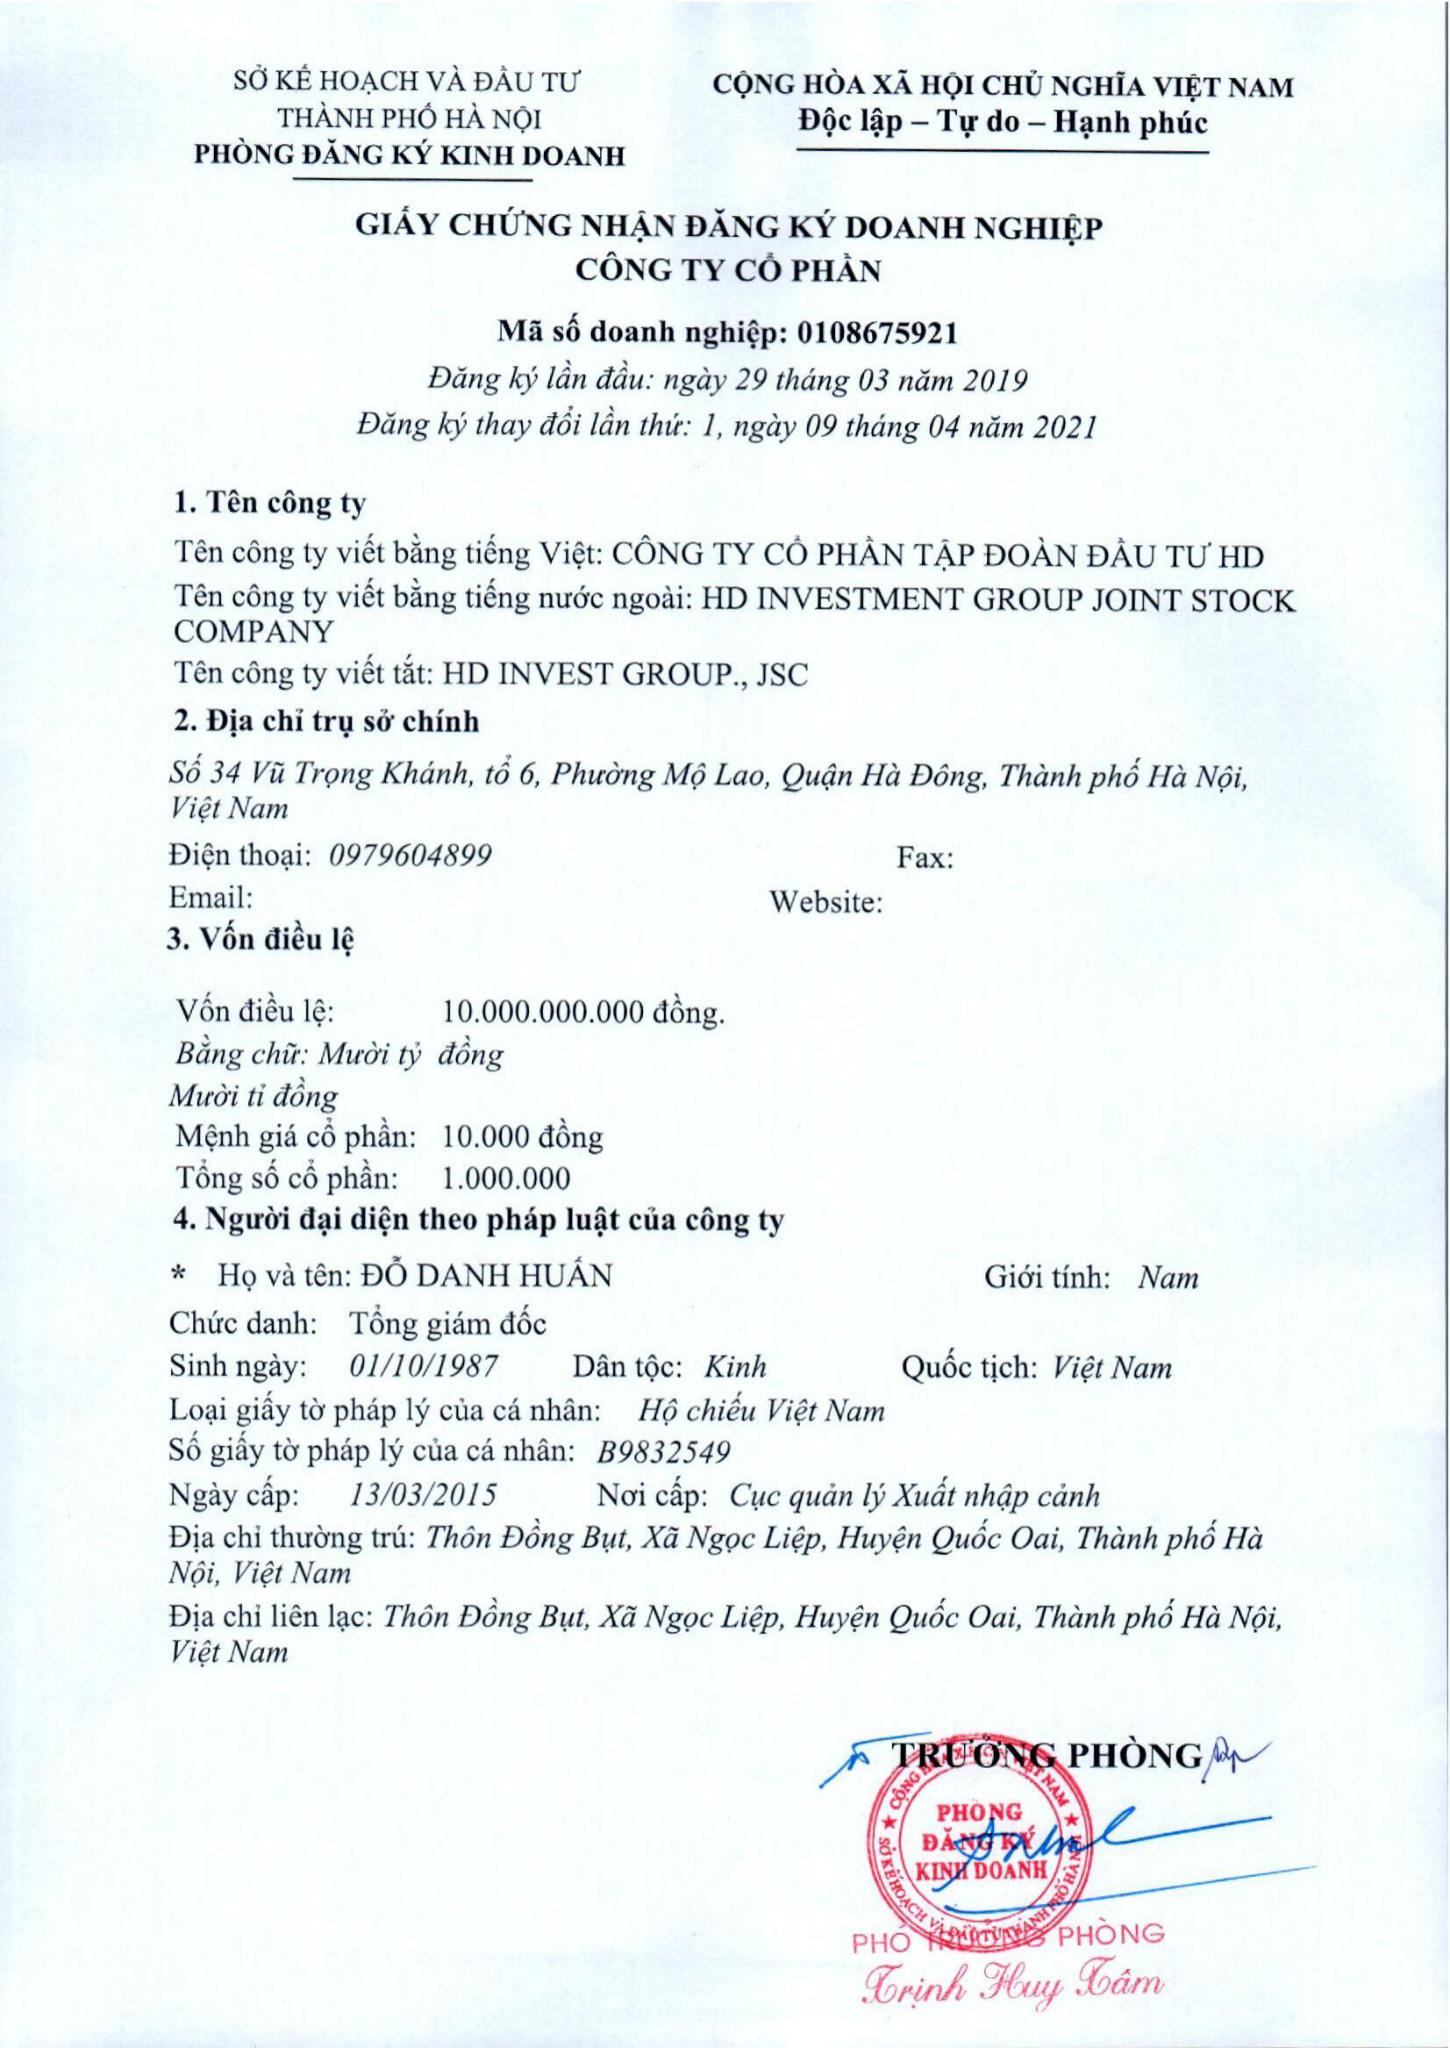 SỞ KẾ HOẠCH VÀ ĐẦU TƯ
THÀNH PHỐ HÀ NỘI
PHÒNG ĐĂNG KÝ KINH DOANH
CỘNG HÒA XÃ HỘI CHỦ NGHĨA VIỆT NAM
Độc lập – Tự do – Hạnh phúc
GIẤY CHỨNG NHẬN ĐĂNG KÝ DOANH NGHIỆP
CÔNG TY CỔ PHẦN
Mã số doanh nghiệp: 0108675921
Đăng ký lần đầu: ngày 29 tháng 03 năm 2019
Đăng ký thay đổi lần thứ: 1, ngày 09 tháng 04 năm 2021
1. Tên công ty
Tên công ty viết bằng tiếng Việt: CÔNG TY CỔ PHẦN TẬP ĐOÀN ĐẦU TƯ HD
Tên công ty viết bằng tiếng nước ngoài: HD INVESTMENT GROUP JOINT STOCK
COMPANY
Tên công ty viết tắt: HD INVEST GROUP., JSC
2. Địa chỉ trụ sở chính
Số 34 Vũ Trọng Khánh, tổ 6, Phường Mộ Lao, Quận Hà Đông, Thành phố Hà Nội,
Việt Nam
Điện thoại: 0979604899 Fax:
Email: Website:
3. Vốn điều lệ
Vốn điều lệ: 10.000.000.000 đồng.
Bằng chữ: Mười tỷ đồng
Mười tỉ đồng
Mệnh giá cổ phần: 10.000 đồng
Tổng số cổ phần: 1.000.000
4. Người đại diện theo pháp luật của công ty
* Họ và tên: ĐỖ DANH HUẤN Giới tính: Nam
Chức danh: Tổng giám đốc
Sinh ngày: 01/10/1987 Dân tộc: Kinh Quốc tịch: Việt Nam
Loại giấy tờ pháp lý của cá nhân: Hộ chiếu Việt Nam
Số giấy tờ pháp lý của cá nhân: B9832549
Ngày cấp: 13/03/2015 Nơi cấp: Cục quản lý Xuất nhập cảnh
Địa chỉ thường trú: Thôn Đồng Bụt, Xã Ngọc Liệp, Huyện Quốc Oai, Thành phố Hà
Nội, Việt Nam
Địa chỉ liên lạc: Thôn Đồng Bụt, Xã Ngọc Liệp, Huyện Quốc Oai, Thành phố Hà Nội,
Việt Nam
TRƯỞNG PHÒNG
CỘNG HÒA X.H.C.N VIỆT NAM
PHÒNG
ĐĂNG KÝ
KINH DOANH
SỞ KẾ HOẠCH VÀ ĐẦU TƯ THÀNH PHỐ HÀ NỘI
PHÓ TRƯỞNG PHÒNG
Trịnh Huy Tâm